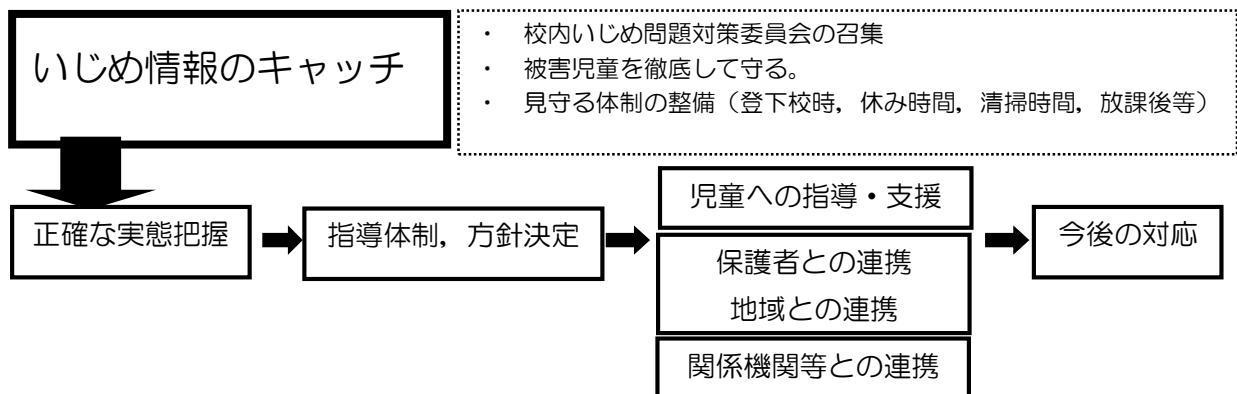 いじめ情報のキャッチ
・ 校内いじめ問題対策委員会の召集
・ 被害児童を徹底して守る。
・ 見守る体制の整備（登下校時，休み時間，清掃時間，放課後等）
正確な実態把握
指導体制，方針決定
児童への指導・支援
保護者との連携
地域との連携
関係機関等との連携
今後の対応